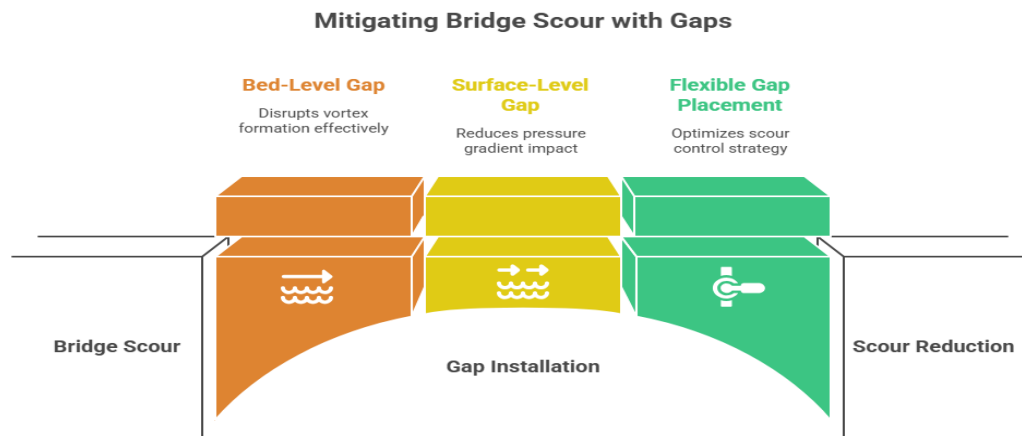 Mitigating Bridge Scour with Gaps
Bed-Level Gap
Disrupts vortex
formation effectively
Surface-Level
Gap
Reduces pressure
gradient impact
Flexible Gap
Placement
Optimizes scour
control strategy
Bridge Scour
Gap Installation
Scour Reduction